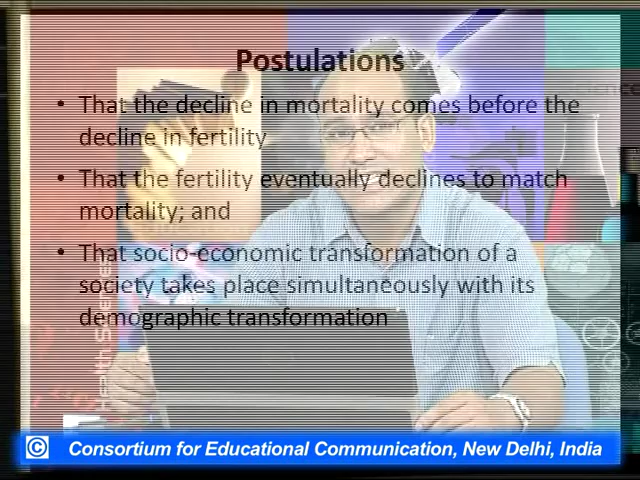 Postulations
• That the decline in mortality comes before the
decline in fertility
• That the fertility eventually declines to match
mortality; and
• That socio-economic transformation of a
society takes place simultaneously with its
demographic transformation
Health Sciences
© Consortium for Educational Communication, New Delhi, India